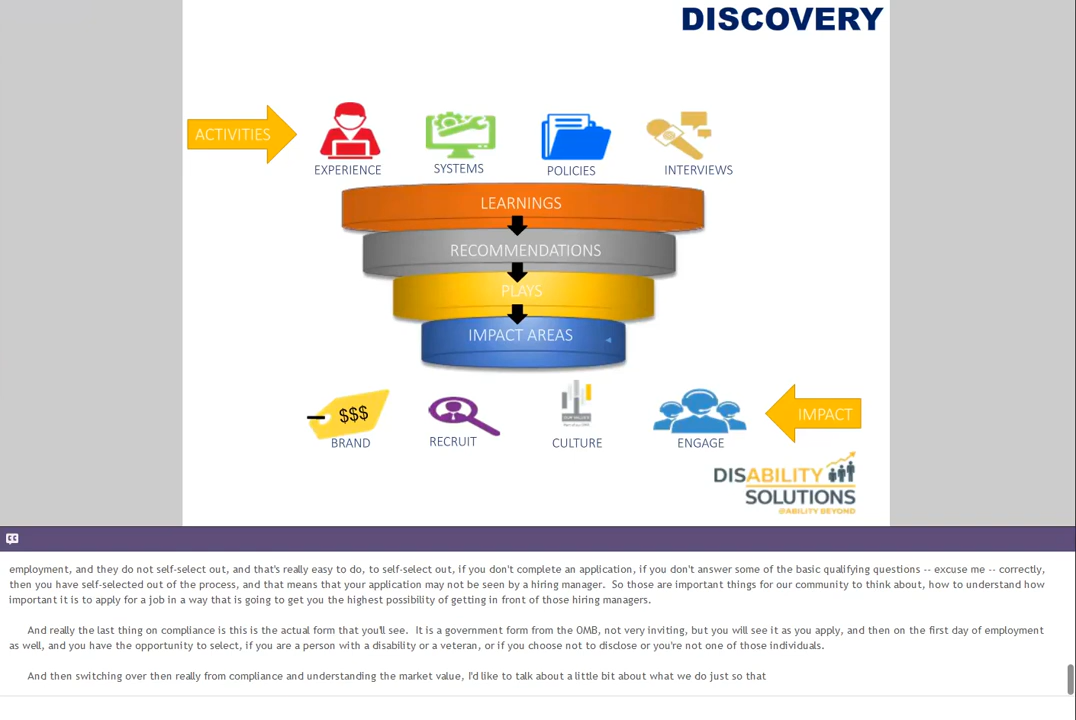 DISCOVERY
ACTIVITIES
EXPERIENCE
SYSTEMS
POLICIES
INTERVIEWS
LEARNINGS
RECOMMENDATIONS
PLAYS
IMPACT AREAS
$$$
BRAND
RECRUIT
CULTURE
ENGAGE
IMPACT
DISABILITY
SOLUTIONS
@ABILITY BEYOND
employment, and they do not self-select out, and that's really easy to do, to self-select out, if you don't complete an application, if you don't answer some of the basic qualifying questions -- excuse me -- correctly,
then you have self-selected out of the process, and that means that your application may not be seen by a hiring manager. So those are important things for our community to think about, how to understand how
important it is to apply for a job in a way that is going to get you the highest possibility of getting in front of those hiring managers.
And really the last thing on compliance is this is the actual form that you'll see. It is a government form from the OMB, not very inviting, but you will see it as you apply, and then on the first day of employment
as well, and you have the opportunity to select, if you are a person with a disability or a veteran, or if you choose not to disclose or you're not one of those individuals.
And then switching over then really from compliance and understanding the market value, I'd like to talk about a little bit about what we do just so that